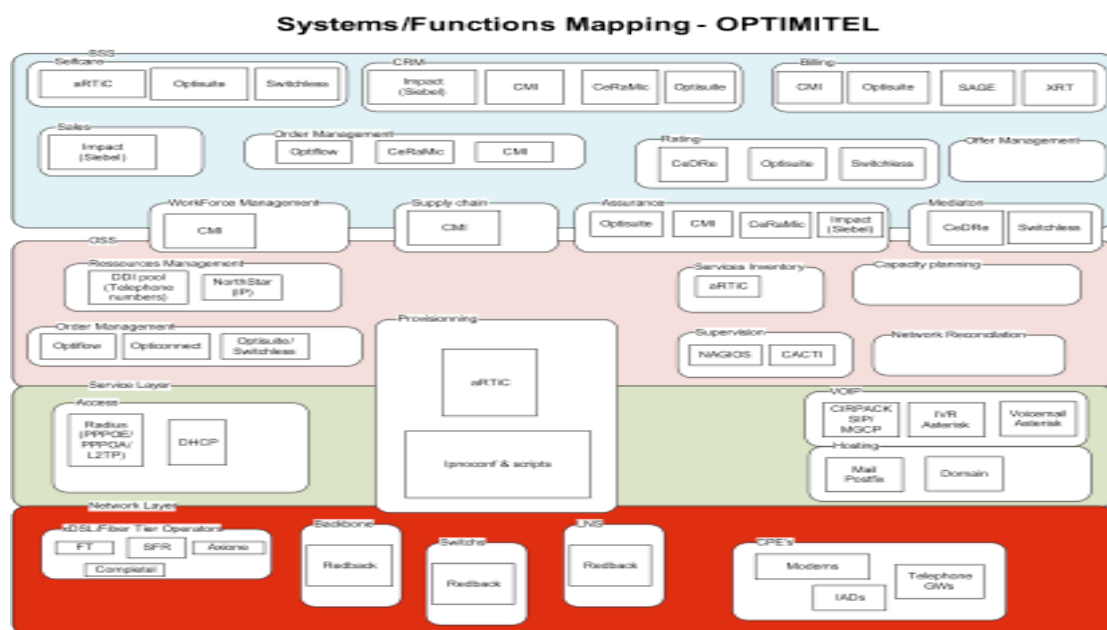 Systems/Functions Mapping - OPTIMITEL
BSS
Selfcare
aRTiC
Optisuite
Switchless
CRM
Impact
(Siebel)
CMI
CeRaMic
Optisuite
Billing
CMI
Optisuite
SAGE
XRT
Sales
Impact
(Siebel)
Order Management
Optiflow
CeRaMic
CMI
Rating
CeDRe
Optisuite
Switchless
Offer Management
WorkForce Management
CMI
Supply chain
CMI
Assurance
Optisuite
CMI
CeRaMic
Impact
(Siebel)
Mediaton
CeDRe
Switchless
OSS
Ressources Management
DDI pool
(Telephone
numbers)
NorthStar
(IP)
Services Inventory
aRTiC
Capacity planning
Order Management
Optiflow
Opticonnect
Optisuite/
Switchless
Provisionning
aRTiC
Ipnoconf & scripts
Supervision
NAGIOS
CACTI
Network Reconcilation
Service Layer
Access
Radius
(PPPOE/
PPPOA/
L2TP)
DHCP
VOIP
CIRPACK
SIP/
MGCP
IVR
Asterisk
Voicemail
Asterisk
Hosting
Mail
Postfix
Domain
Network Layer
xDSL/Fiber Tier Operators
FT
SFR
Axione
Completel
Backbone
Redback
Switchs
Redback
LNS
Redback
CPE's
Modems
IADs
Telephone
GWs